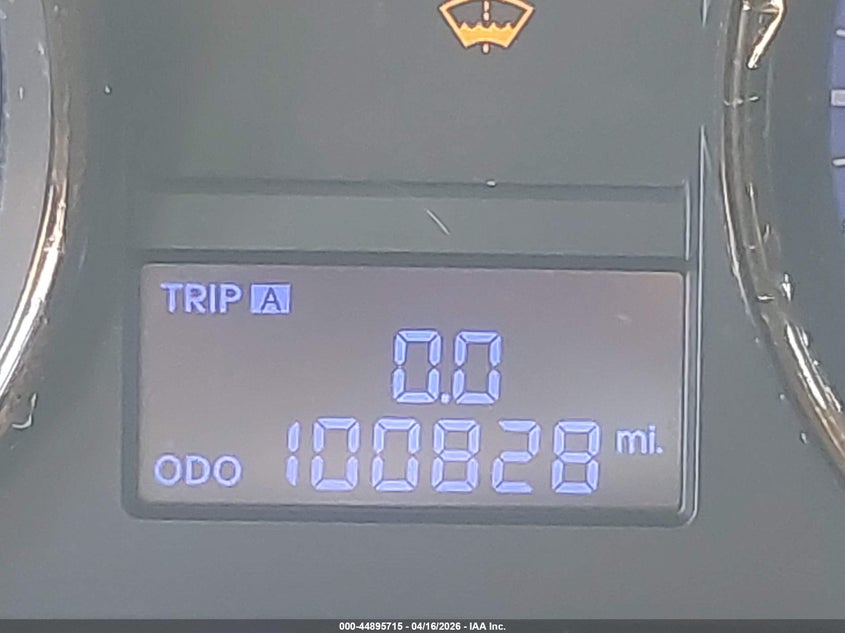 TRIP A
0.0
ODO 100828 mi.
000-44895715 - 04/16/2026 - IAA Inc.